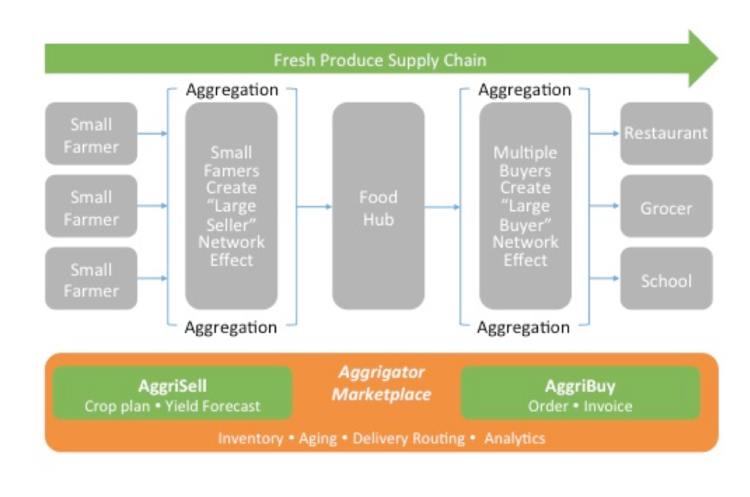 Fresh Produce Supply Chain
Aggregation
Aggregation
Small
Farmer
Small
Farmer
Small
Farmer
Small
Famers
Create
“Large
Seller”
Network
Effect
Food
Hub
Multiple
Buyers
Create
“Large
Buyer”
Network
Effect
Restaurant
Grocer
School
Aggregation
Aggregation
AggriSell
Crop plan • Yield Forecast
Aggrigator
Marketplace
AggriBuy
Order • Invoice
Inventory • Aging • Delivery Routing • Analytics